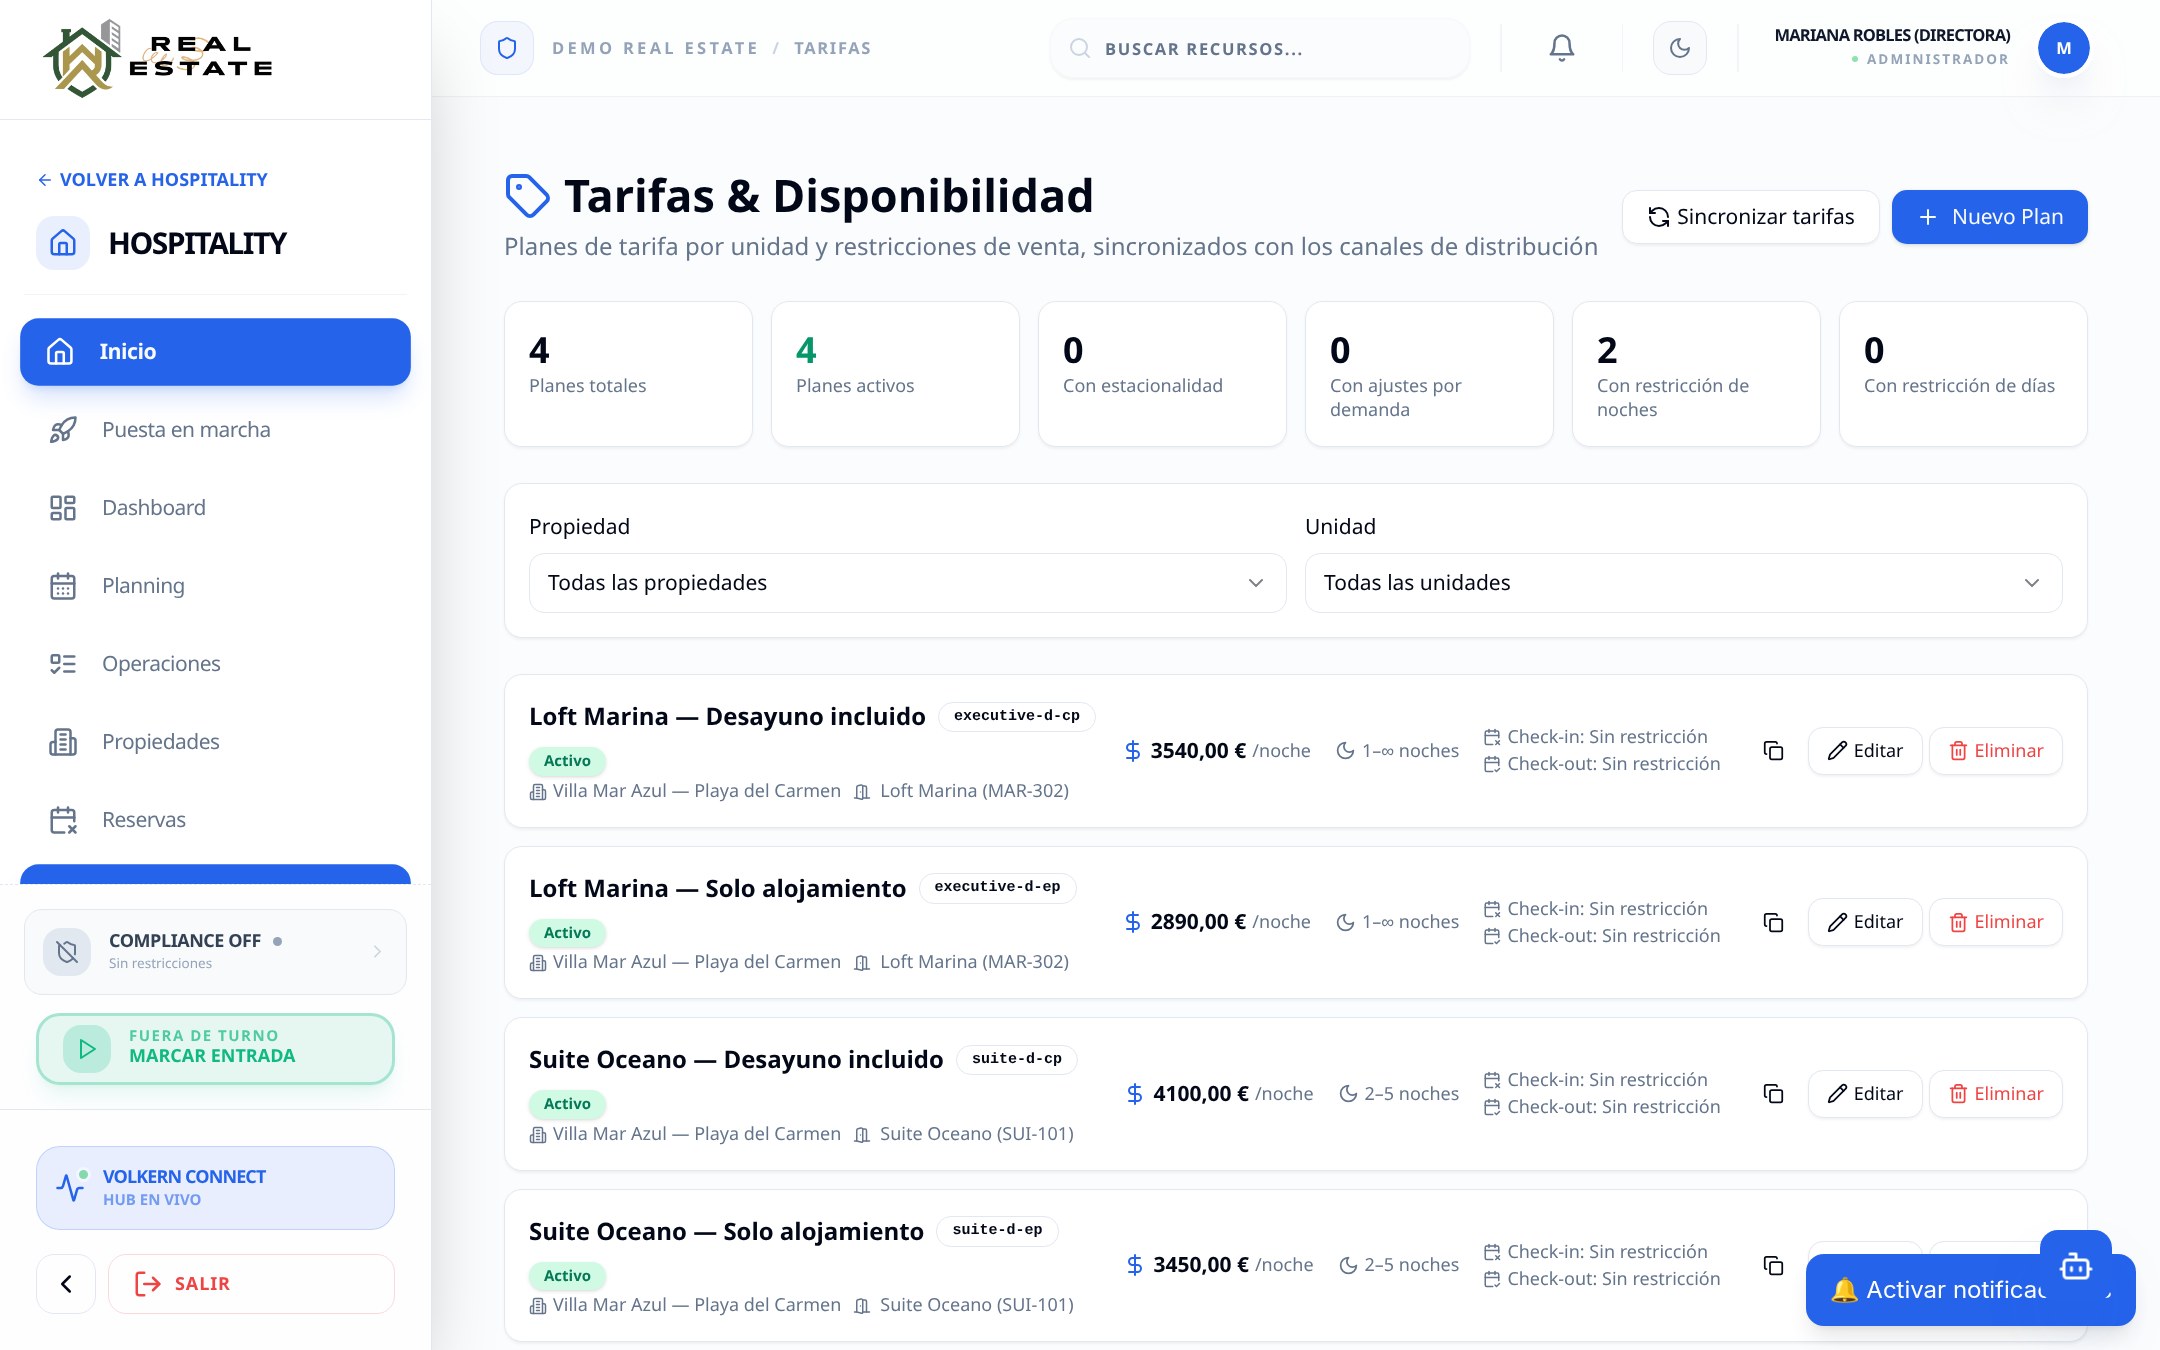 REAL
ESTATE
← VOLVER A HOSPITALITY
HOSPITALITY
Inicio
Puesta en marcha
Dashboard
Planning
Operaciones
Propiedades
Reservas
COMPLIANCE OFF
Sin restricciones
FUERA DE TURNO
MARCAR ENTRADA
VOLKERN CONNECT
HUB EN VIVO
SALIR
DEMO REAL ESTATE / TARIFAS
BUSCAR RECURSOS...
MARIANA ROBLES (DIRECTORA)
ADMINISTRADOR
M
Tarifas & Disponibilidad
Planes de tarifa por unidad y restricciones de venta, sincronizados con los canales de distribución
Sincronizar tarifas
Nuevo Plan
4
Planes totales
4
Planes activos
0
Con estacionalidad
0
Con ajustes por
demanda
2
Con restricción de
noches
0
Con restricción de días
Propiedad
Todas las propiedades
Unidad
Todas las unidades
Loft Marina — Desayuno incluido executive-d-cp
Activo
Villa Mar Azul — Playa del Carmen Loft Marina (MAR-302)
3540,00 € /noche 1–∞ noches
Check-in: Sin restricción
Check-out: Sin restricción
Editar Eliminar
Loft Marina — Solo alojamiento executive-d-ep
Activo
Villa Mar Azul — Playa del Carmen Loft Marina (MAR-302)
2890,00 € /noche 1–∞ noches
Check-in: Sin restricción
Check-out: Sin restricción
Editar Eliminar
Suite Oceano — Desayuno incluido suite-d-cp
Activo
Villa Mar Azul — Playa del Carmen Suite Oceano (SUI-101)
4100,00 € /noche 2–5 noches
Check-in: Sin restricción
Check-out: Sin restricción
Editar Eliminar
Suite Oceano — Solo alojamiento suite-d-ep
Activo
Villa Mar Azul — Playa del Carmen Suite Oceano (SUI-101)
3450,00 € /noche 2–5 noches
Check-in: Sin restricción
Check-out: Sin restricción
Activar